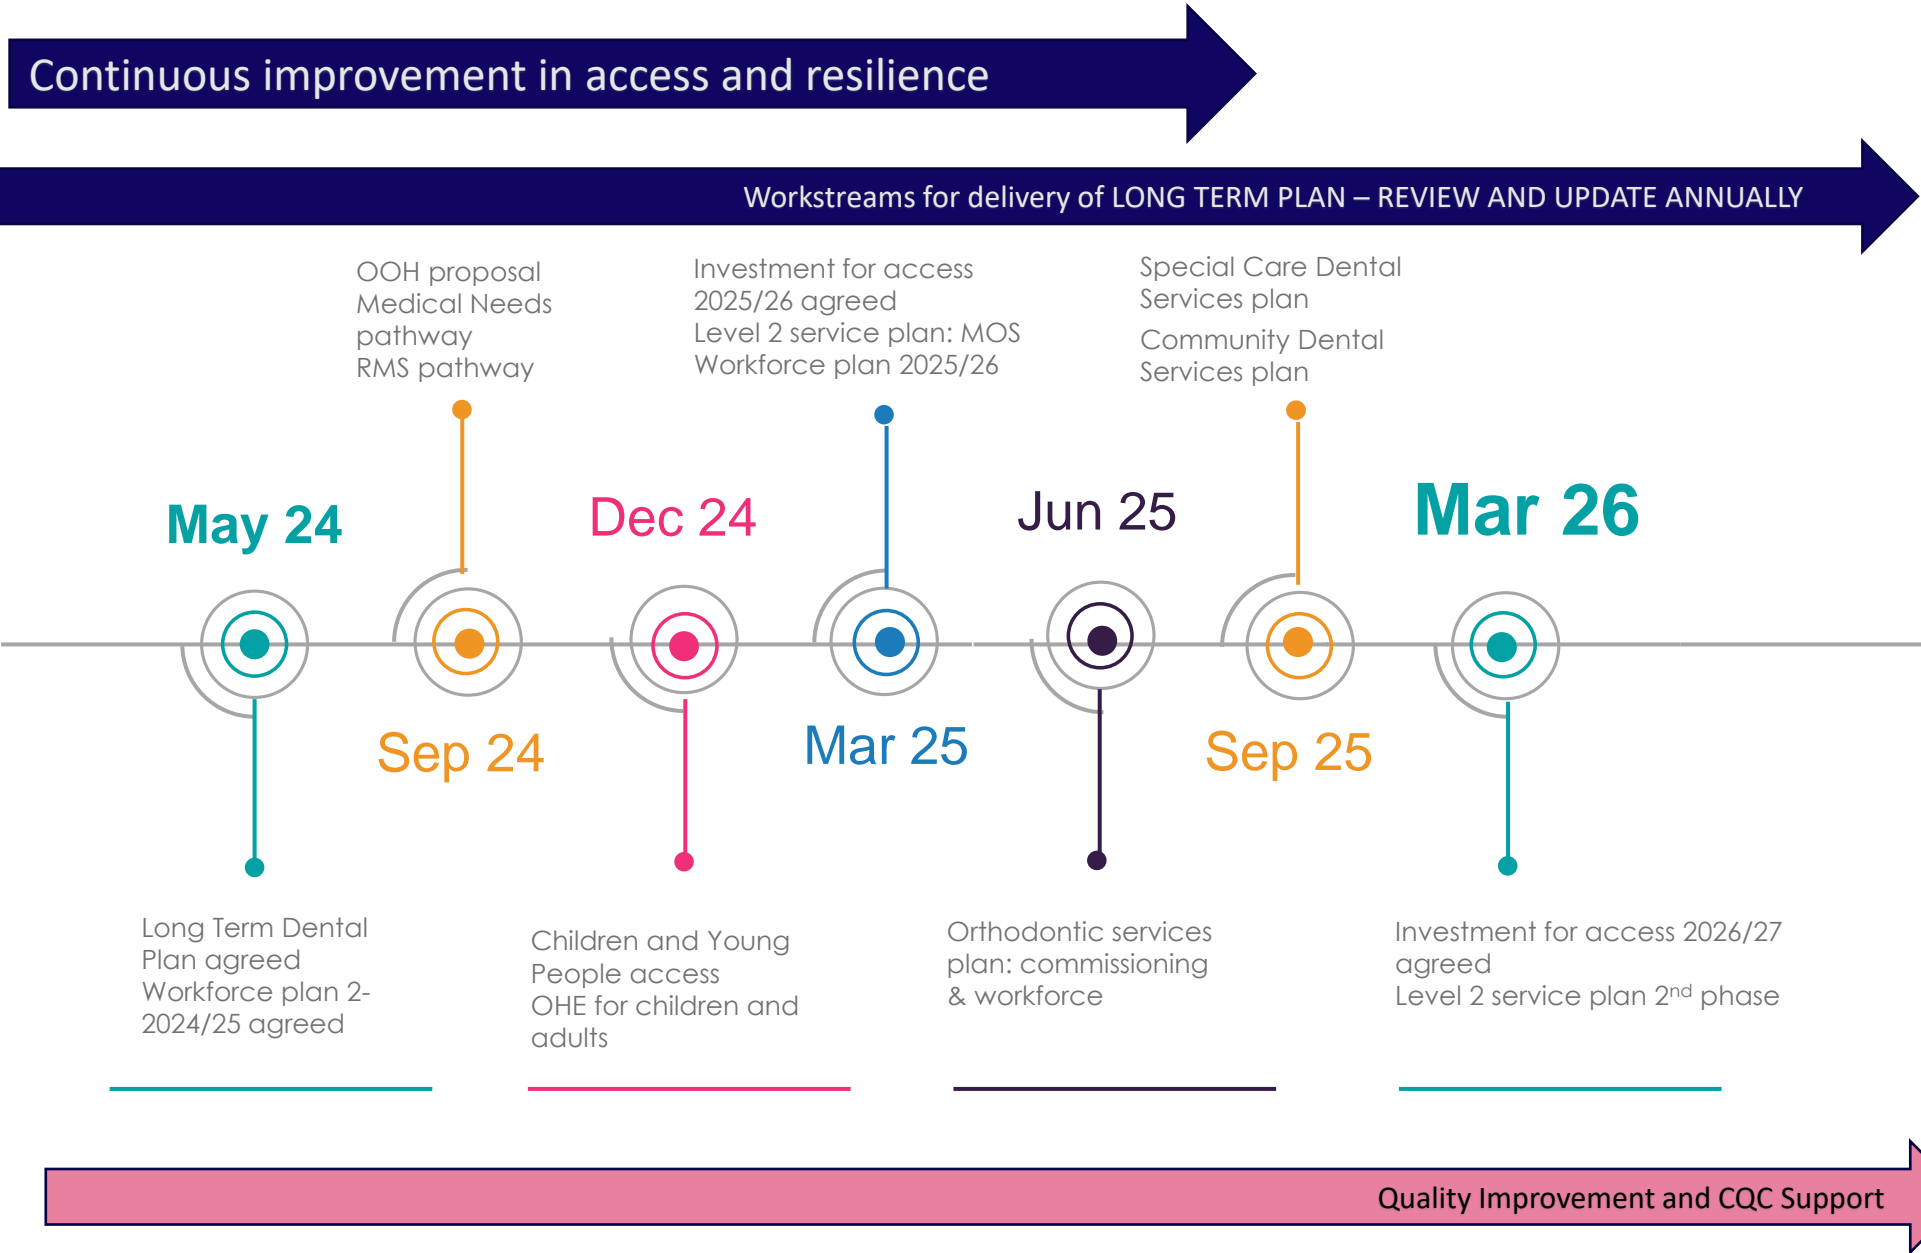 Continuous improvement in access and resilience
Workstreams for delivery of LONG TERM PLAN – REVIEW AND UPDATE ANNUALLY
OOH proposal
Medical Needs
pathway
RMS pathway
Investment for access
2025/26 agreed
Level 2 service plan: MOS
Workforce plan 2025/26
Special Care Dental
Services plan
Community Dental
Services plan
May 24
Dec 24
Jun 25
Mar 26
Sep 24
Mar 25
Sep 25
Long Term Dental
Plan agreed
Workforce plan 2-
2024/25 agreed
Children and Young
People access
OHE for children and
adults
Orthodontic services
plan: commissioning
& workforce
Investment for access 2026/27
agreed
Level 2 service plan 2nd phase
Quality Improvement and CQC Support